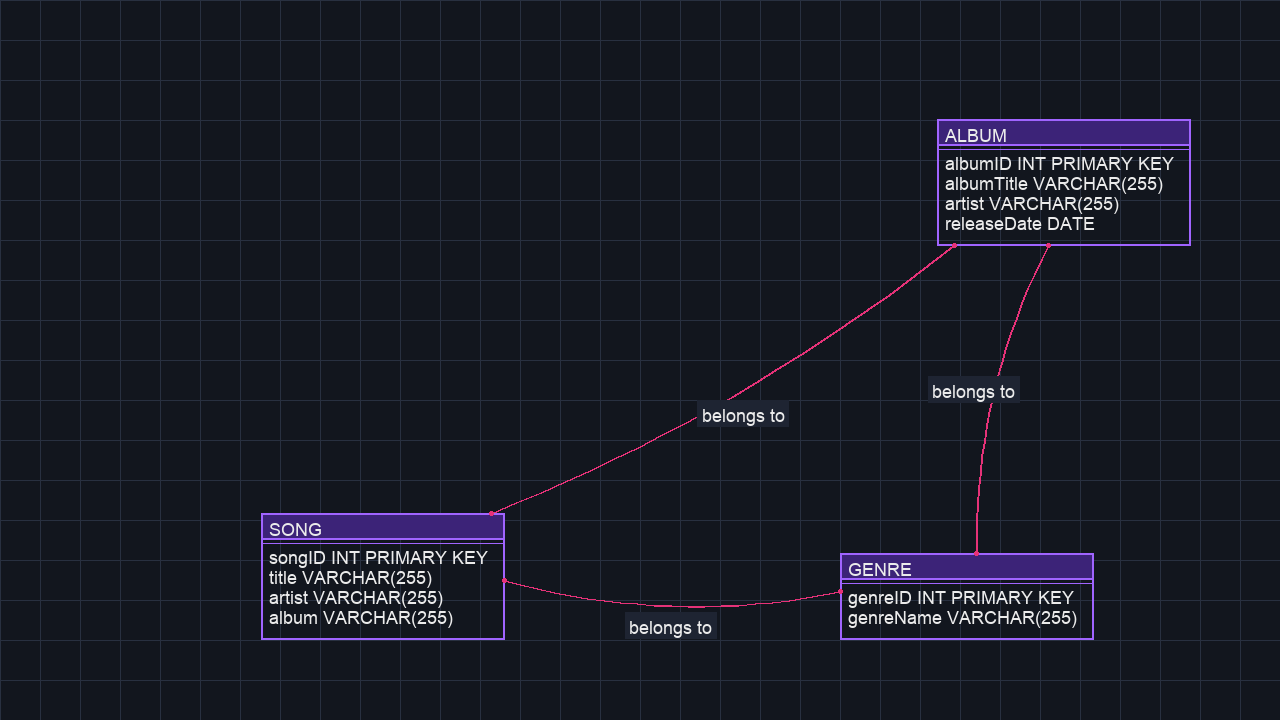 ALBUM
albumID INT PRIMARY KEY
albumTitle VARCHAR(255)
artist VARCHAR(255)
releaseDate DATE
belongs to
belongs to
SONG
songID INT PRIMARY KEY
title VARCHAR(255)
artist VARCHAR(255)
album VARCHAR(255)
GENRE
genreID INT PRIMARY KEY
genreName VARCHAR(255)
belongs to